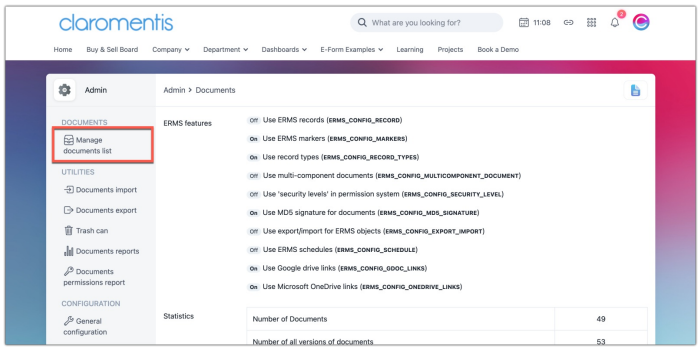 claromentis
What are you looking for?
11:08
2
Home Buy & Sell Board Company Department Dashboards E-Form Examples Learning Projects Book a Demo
Admin
Admin > Documents
DOCUMENTS
Manage
documents list
UTILITIES
Documents import
Documents export
Trash can
Documents reports
Documents
permissions report
CONFIGURATION
General
configuration
ERMS features
Off Use ERMS records (ERMS_CONFIG_RECORD)
On Use ERMS markers (ERMS_CONFIG_MARKERS)
On Use record types (ERMS_CONFIG_RECORD_TYPES)
Off Use multi-component documents (ERMS_CONFIG_MULTICOMPONENT_DOCUMENT)
Off Use 'security levels' in permission system (ERMS_CONFIG_SECURITY_LEVEL)
On Use MD5 signature for documents (ERMS_CONFIG_MD5_SIGNATURE)
Off Use export/import for ERMS objects (ERMS_CONFIG_EXPORT_IMPORT)
Off Use ERMS schedules (ERMS_CONFIG_SCHEDULE)
On Use Google drive links (ERMS_CONFIG_GDOC_LINKS)
On Use Microsoft OneDrive links (ERMS_CONFIG_ONEDRIVE_LINKS)
Statistics
Number of Documents 49
Number of all versions of documents 53